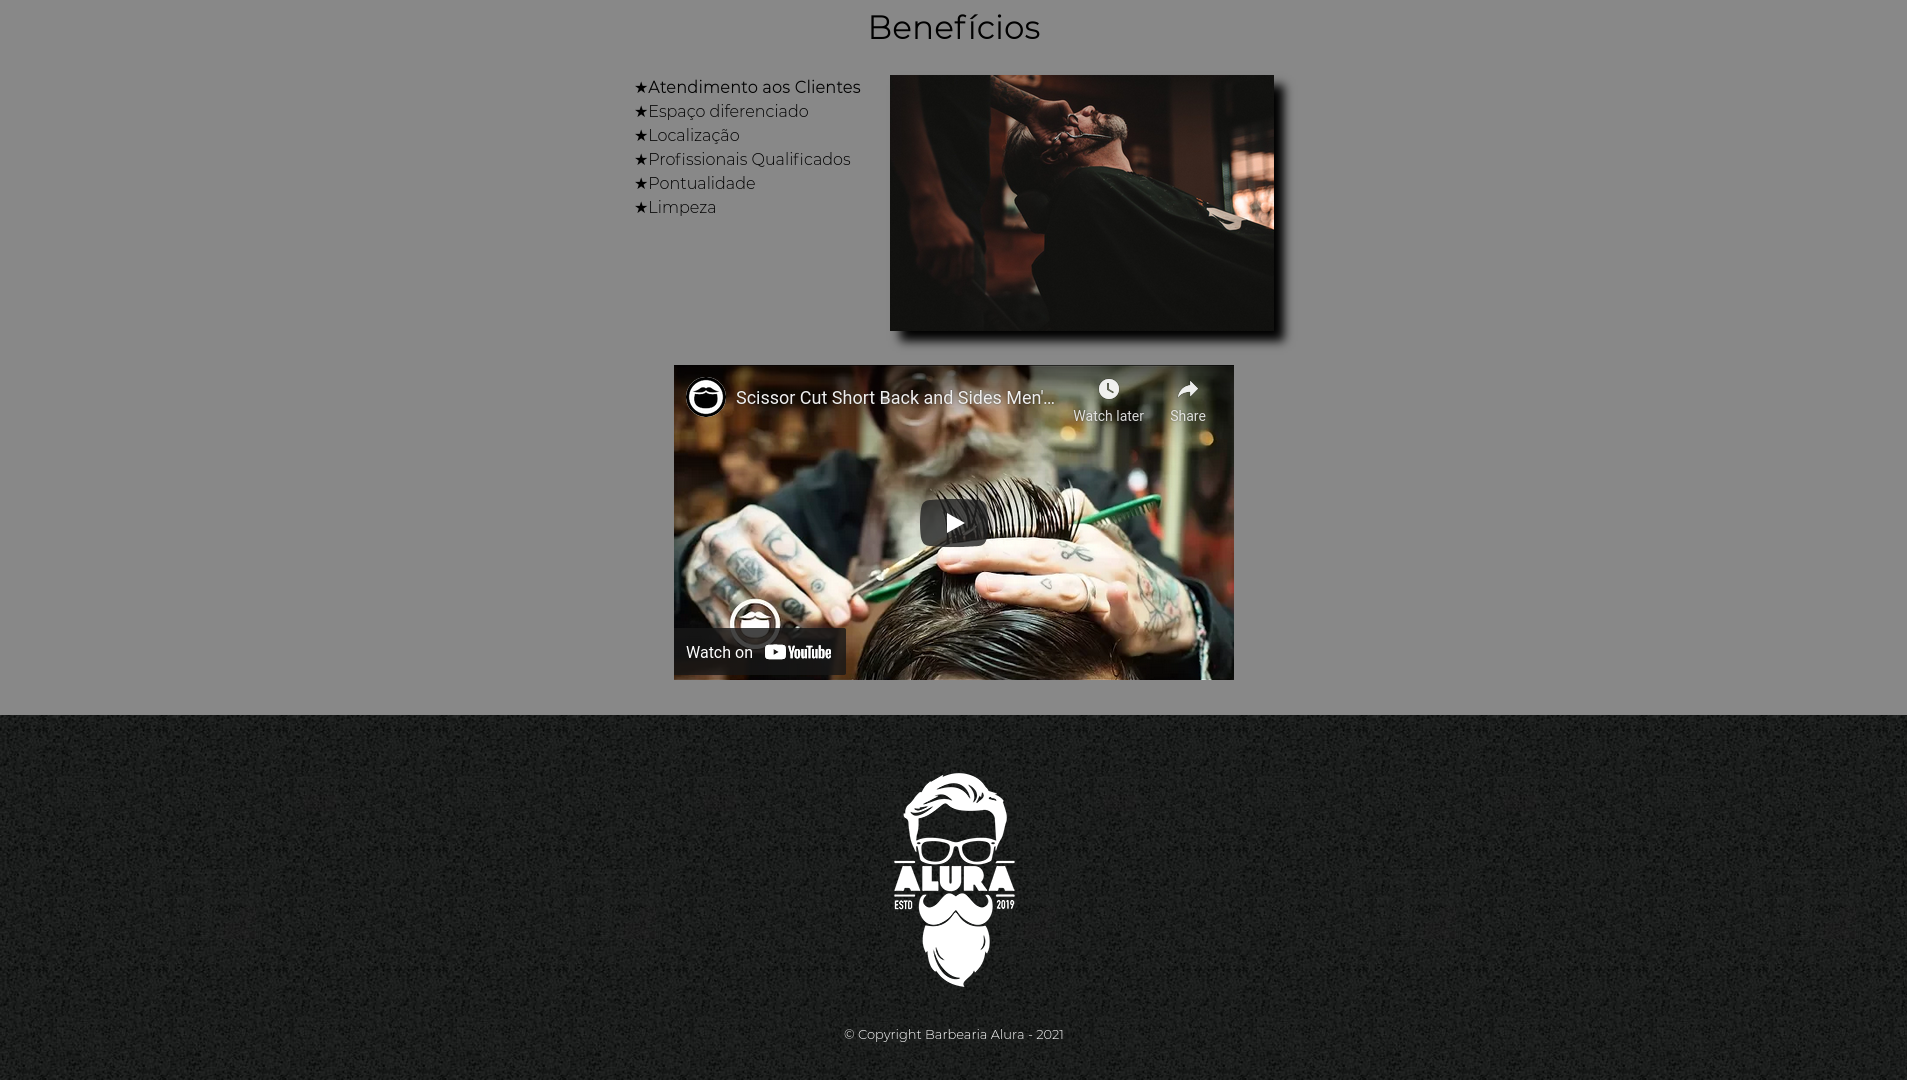 Benefícios
★Atendimento aos Clientes
★Espaço diferenciado
★Localização
★Profissionais Qualificados
★Pontualidade
★Limpeza
Scissor Cut Short Back and Sides Men'...
Watch later
Share
Watch on YouTube
ALURA
ESTD 2019
© Copyright Barbearia Alura - 2021